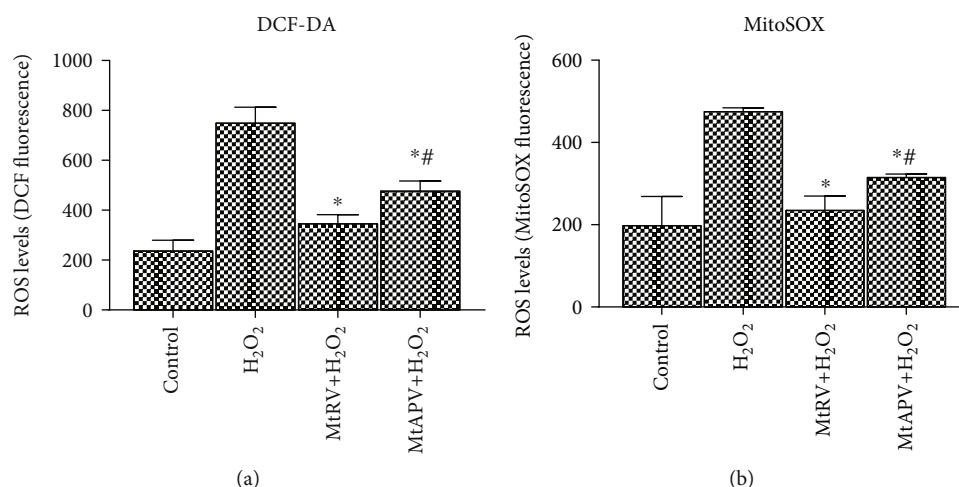 DCF-DA
ROS levels (DCF fluorescence)
1000
800
600
400
200
0
*
*#
Control
H₂O₂
MtRV+H₂O₂
MtAPV+H₂O₂
(a)
MitoSOX
ROS levels (MitoSOX fluorescence)
600
400
200
0
*
*#
Control
H₂O₂
MtRV+H₂O₂
MtAPV+H₂O₂
(b)